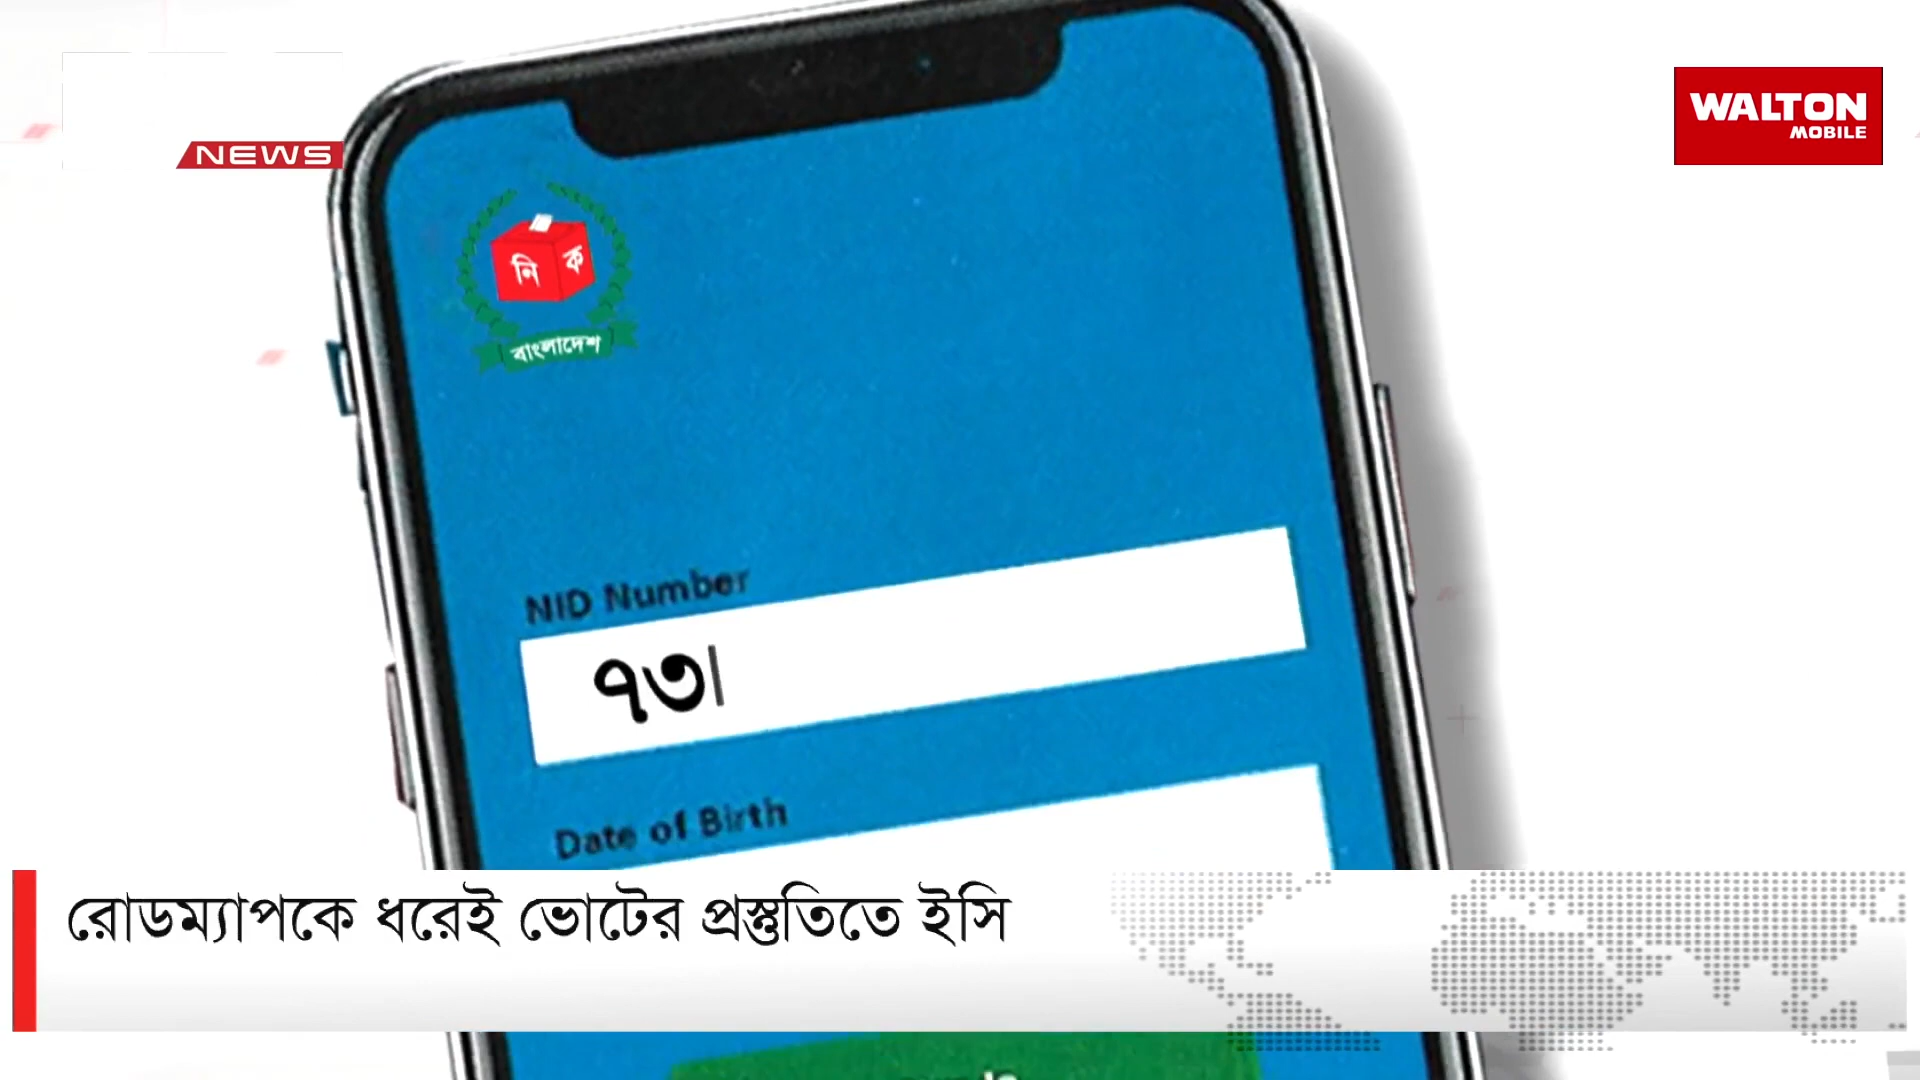 WALTON
MOBILE
NEWS
নি ক
বাংলাদেশ
NID Number
৭৩
Date of Birth
রোডম্যাপকে ধরেই ভোটের প্রস্তুতিতে ইসি